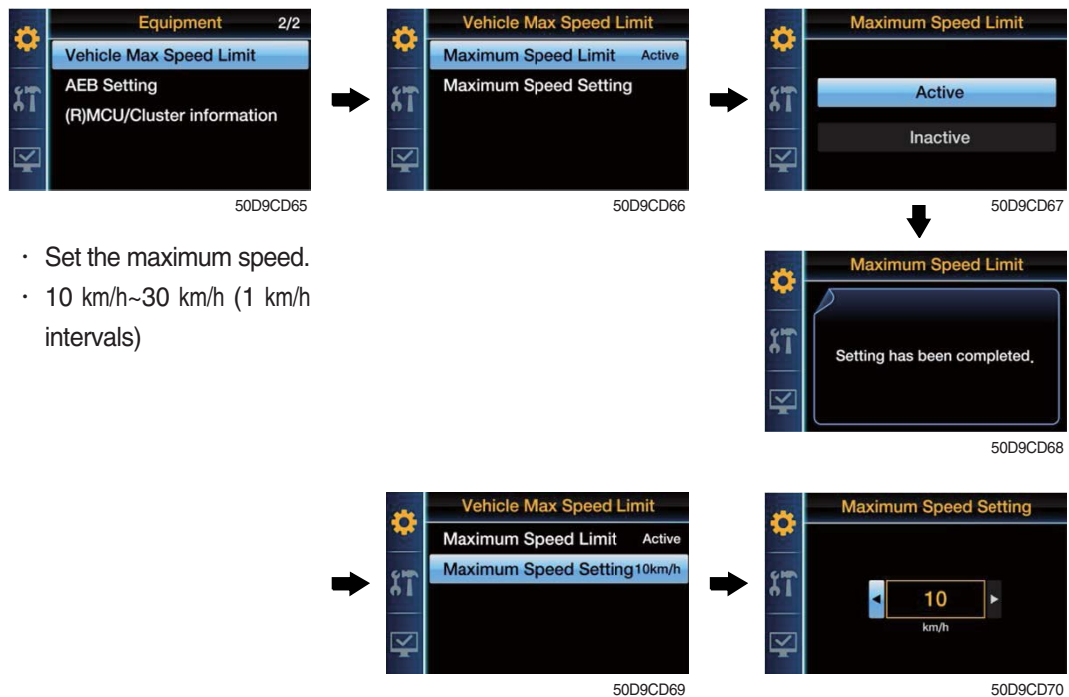 Equipment 2/2
Vehicle Max Speed Limit
AEB Setting
(R)MCU/Cluster information
50D9CD65
Vehicle Max Speed Limit
Maximum Speed Limit Active
Maximum Speed Setting
50D9CD66
Maximum Speed Limit
Active
Inactive
50D9CD67
· Set the maximum speed.
· 10 km/h~30 km/h (1 km/h
intervals)
Maximum Speed Limit
Setting has been completed.
50D9CD68
Vehicle Max Speed Limit
Maximum Speed Limit Active
Maximum Speed Setting 10km/h
50D9CD69
Maximum Speed Setting
10
km/h
50D9CD70